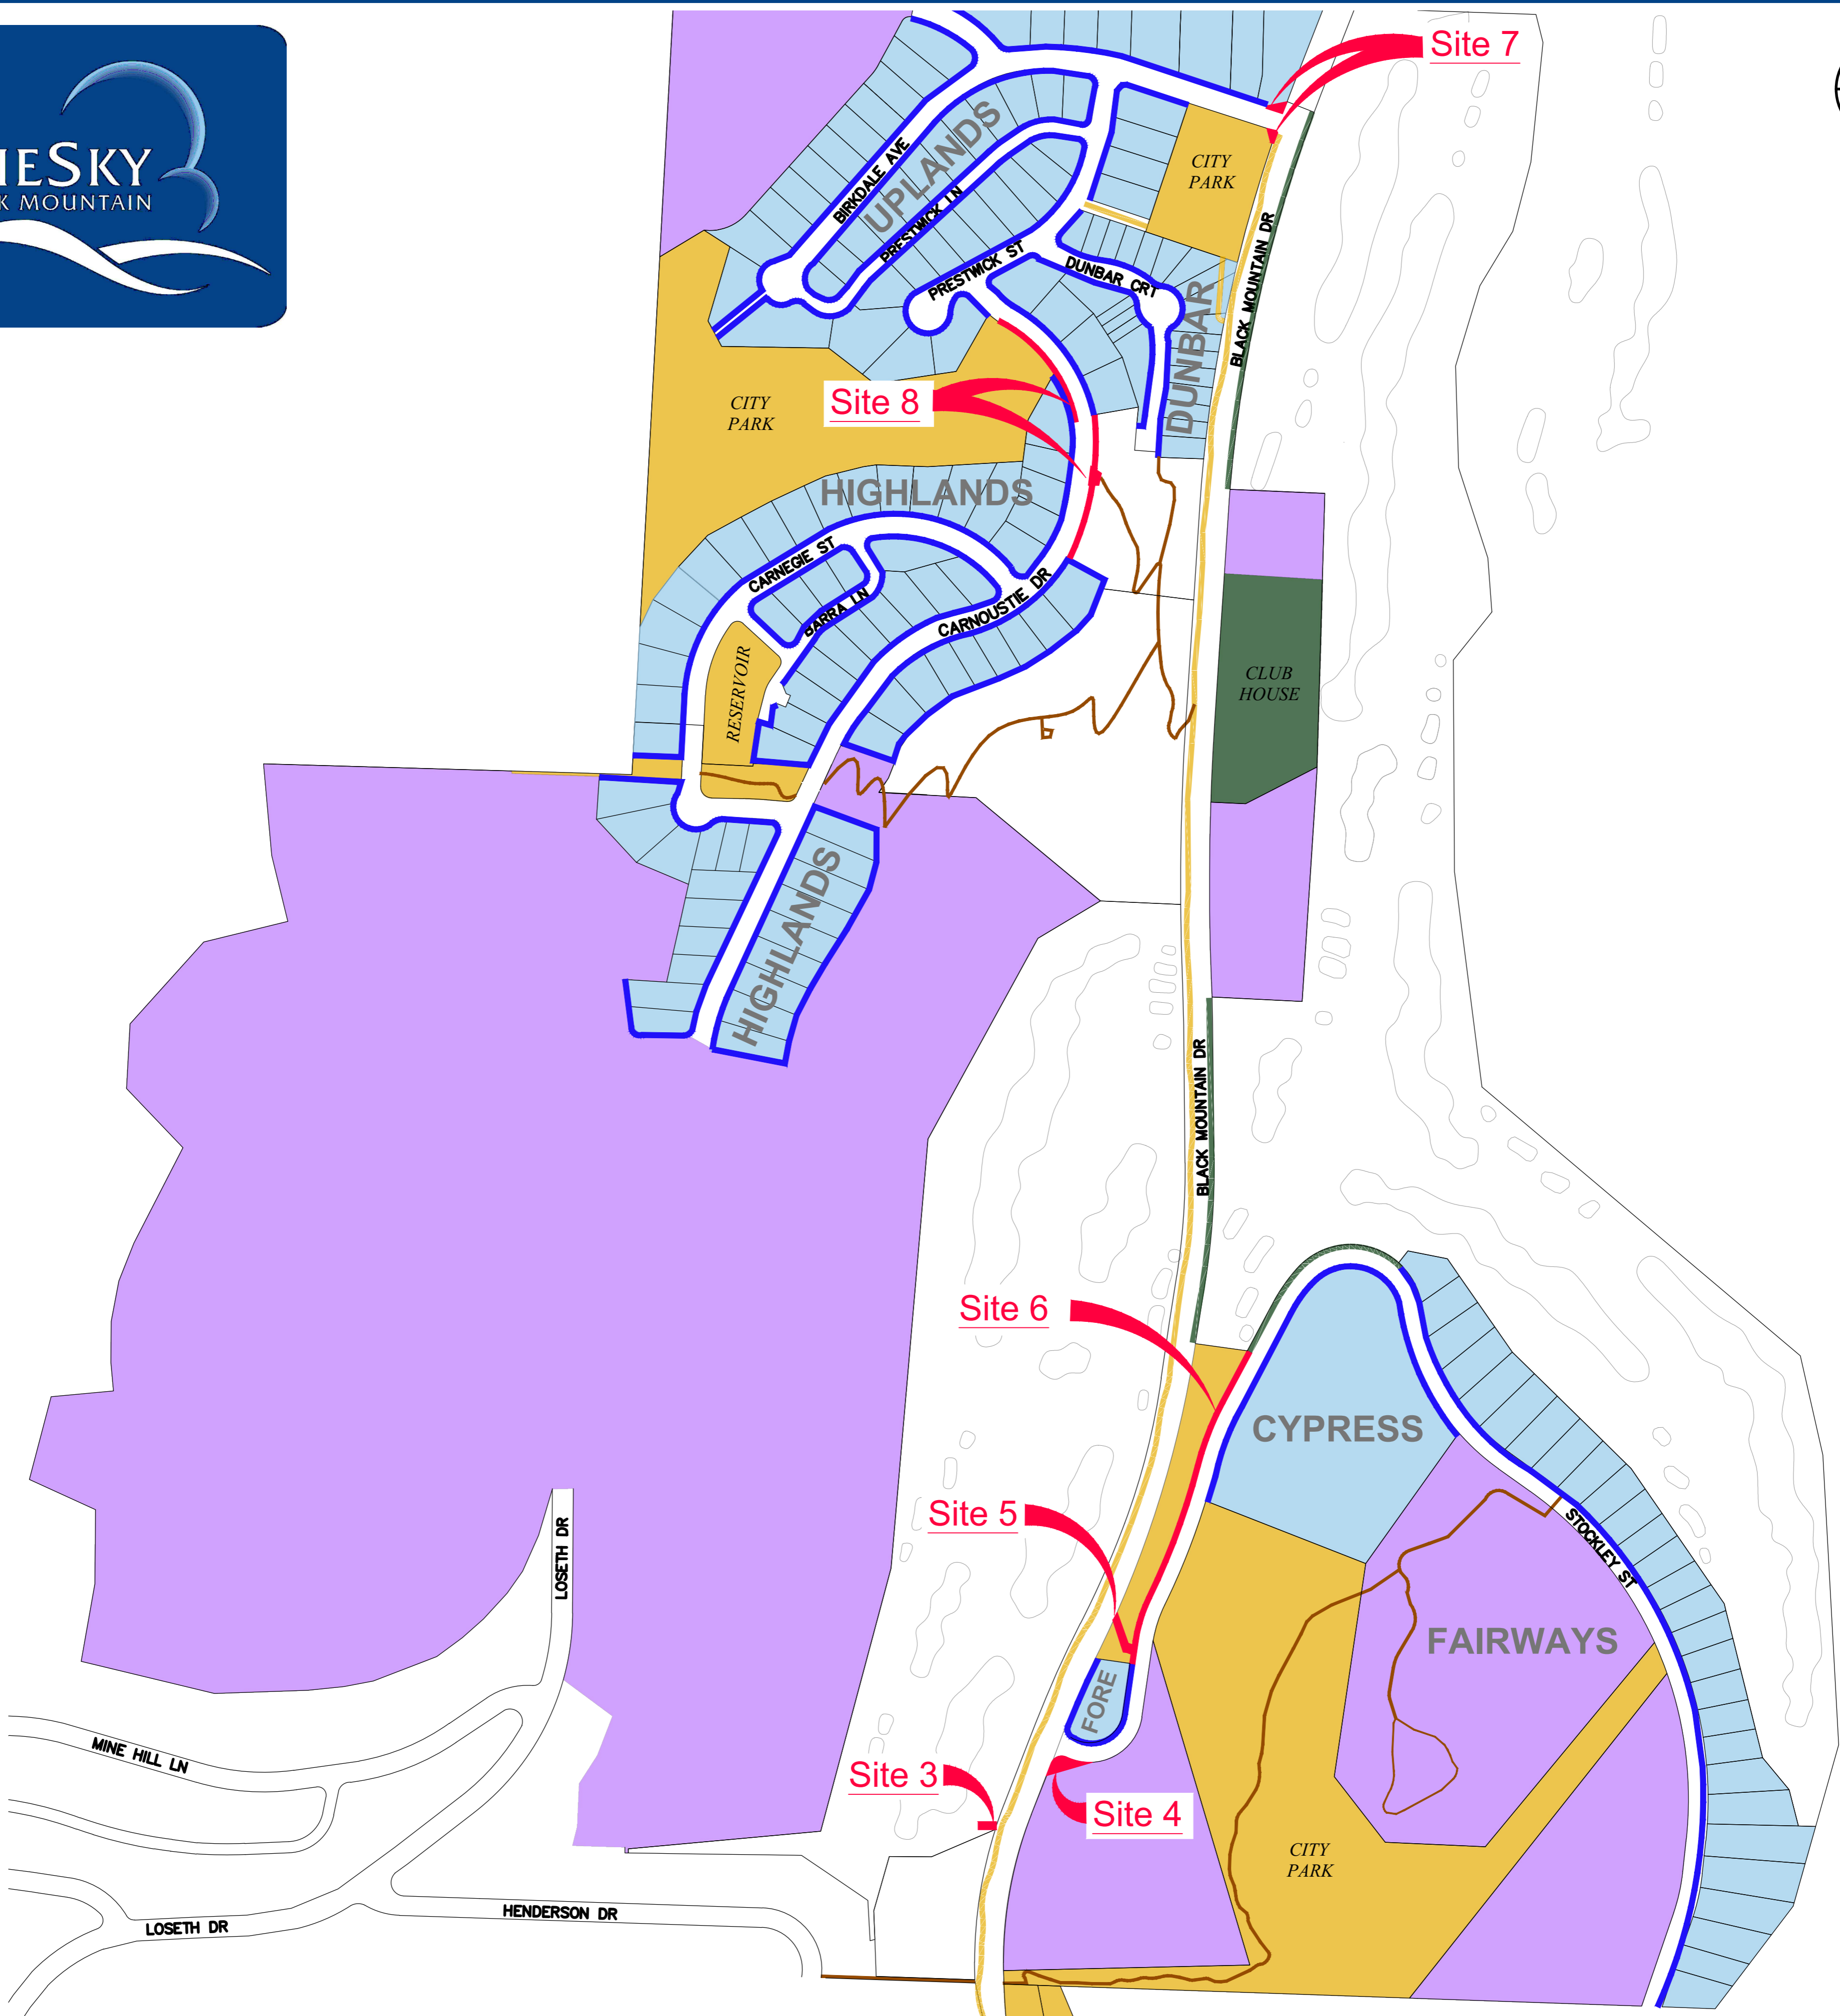 Site 7
SKY
MOUNTAIN
CITY
PARK
BIRKDALE AVE
UPLANDS
PRESTWICK LN
PRESTWICK ST
DUNBAR CRT
DUNBAR
BLACK MOUNTAIN DR
CITY
PARK
Site 8
HIGHLANDS
CARNEGIE ST
BARRA LN
CARNOUSTIE DR
RESERVOIR
CLUB
HOUSE
HIGHLANDS
BLACK MOUNTAIN DR
Site 6
CYPRESS
Site 5
LOSETH DR
STOCKLEY ST
FAIRWAYS
FORE
MINE HILL LN
Site 3
Site 4
CITY
PARK
HENDERSON DR
LOSETH DR